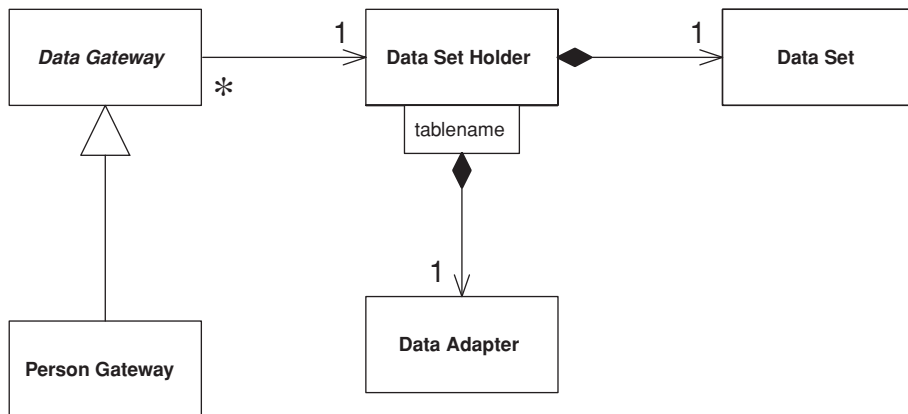 Data Gateway
1
*
Data Set Holder
1
Data Set
tablename
1
Data Adapter
Person Gateway